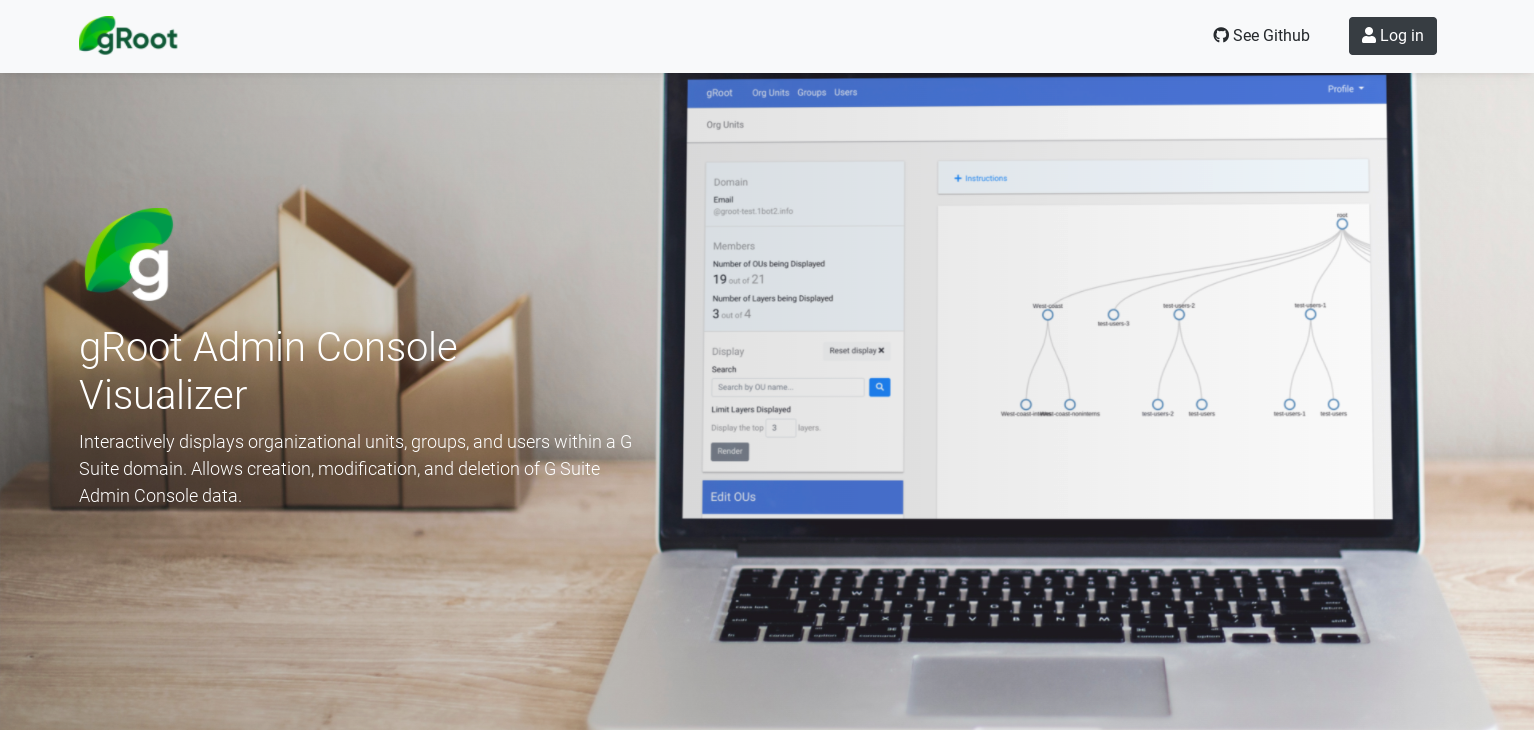 gRoot
See Github
Log in
gRoot Org Units Groups Users Profile
Org Units
Domain
Email
@groot-test.1bot2.info
Members
Number of OUs being Displayed
19 out of 21
Number of Layers being Displayed
3 out of 4
Display
Reset display
Search
Search by OU name...
Limit Layers Displayed
Display the top 3 layers.
Render
Edit OUs
Instructions
root
West-coast
test-users-3
test-users-2
test-users-1
West-coast-nonInterns
test-users-2
test-users
test-users-1
test-users
g
gRoot Admin Console
Visualizer
Interactively displays organizational units, groups, and users within a G
Suite domain. Allows creation, modification, and deletion of G Suite
Admin Console data.
Q W E R T Y U I O P
A S D F G H J K L
Z X C V B N M
control option command
command option